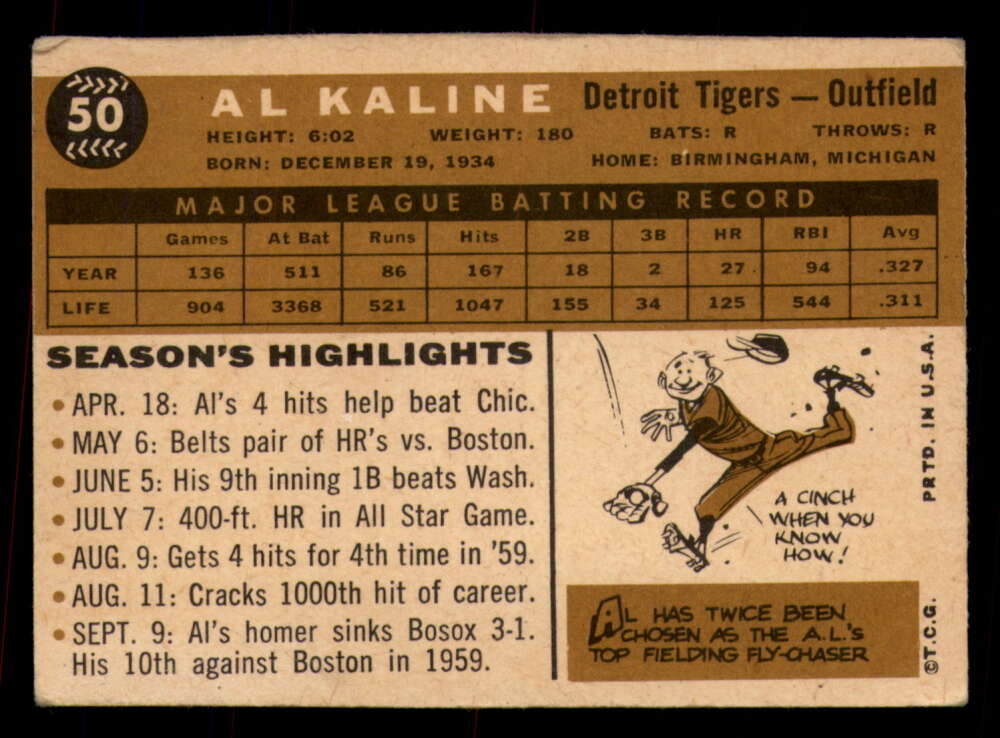 50
AL KALINE Detroit Tigers — Outfield
HEIGHT: 6:02 WEIGHT: 180 BATS: R THROWS: R
BORN: DECEMBER 19, 1934 HOME: BIRMINGHAM, MICHIGAN
MAJOR LEAGUE BATTING RECORD
Games At Bat Runs Hits 2B 3B HR RBI Avg
YEAR 136 511 86 167 18 2 27 94 .327
LIFE 904 3368 521 1047 155 34 125 544 .311
SEASON'S HIGHLIGHTS
• APR. 18: Al's 4 hits help beat Chic.
• MAY 6: Belts pair of HR's vs. Boston.
• JUNE 5: His 9th inning 1B beats Wash.
• JULY 7: 400-ft. HR in All Star Game.
• AUG. 9: Gets 4 hits for 4th time in '59.
• AUG. 11: Cracks 1000th hit of career.
• SEPT. 9: Al's homer sinks Bosox 3-1.
His 10th against Boston in 1959.
A CINCH
WHEN YOU
KNOW
HOW!
AL HAS TWICE BEEN
CHOSEN AS THE A.L.'S
TOP FIELDING FLY-CHASER
©T.C.G. PRTD. IN U.S.A.